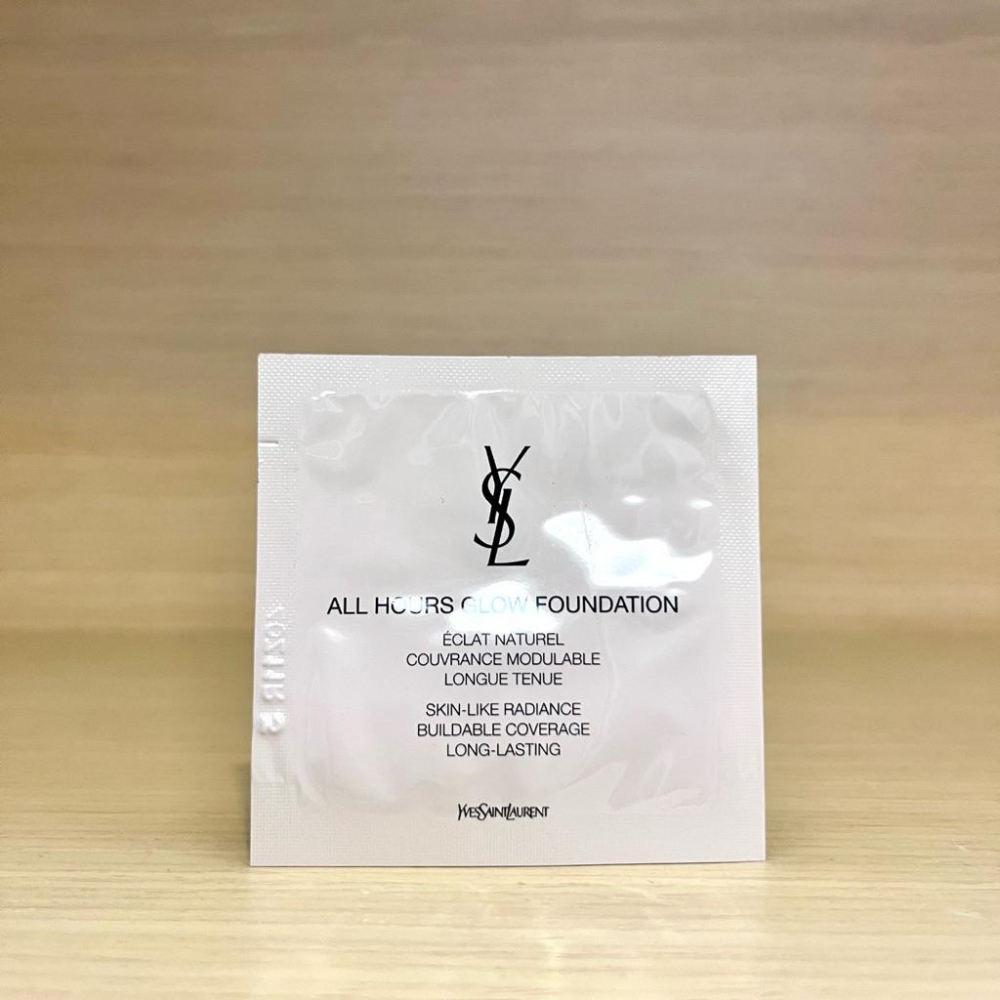 YSL
ALL HOURS GLOW FOUNDATION
ÉCLAT NATUREL
COUVRANCE MODULABLE
LONGUE TENUE
SKIN-LIKE RADIANCE
BUILDABLE COVERAGE
LONG-LASTING
YVESSAINTLAURENT